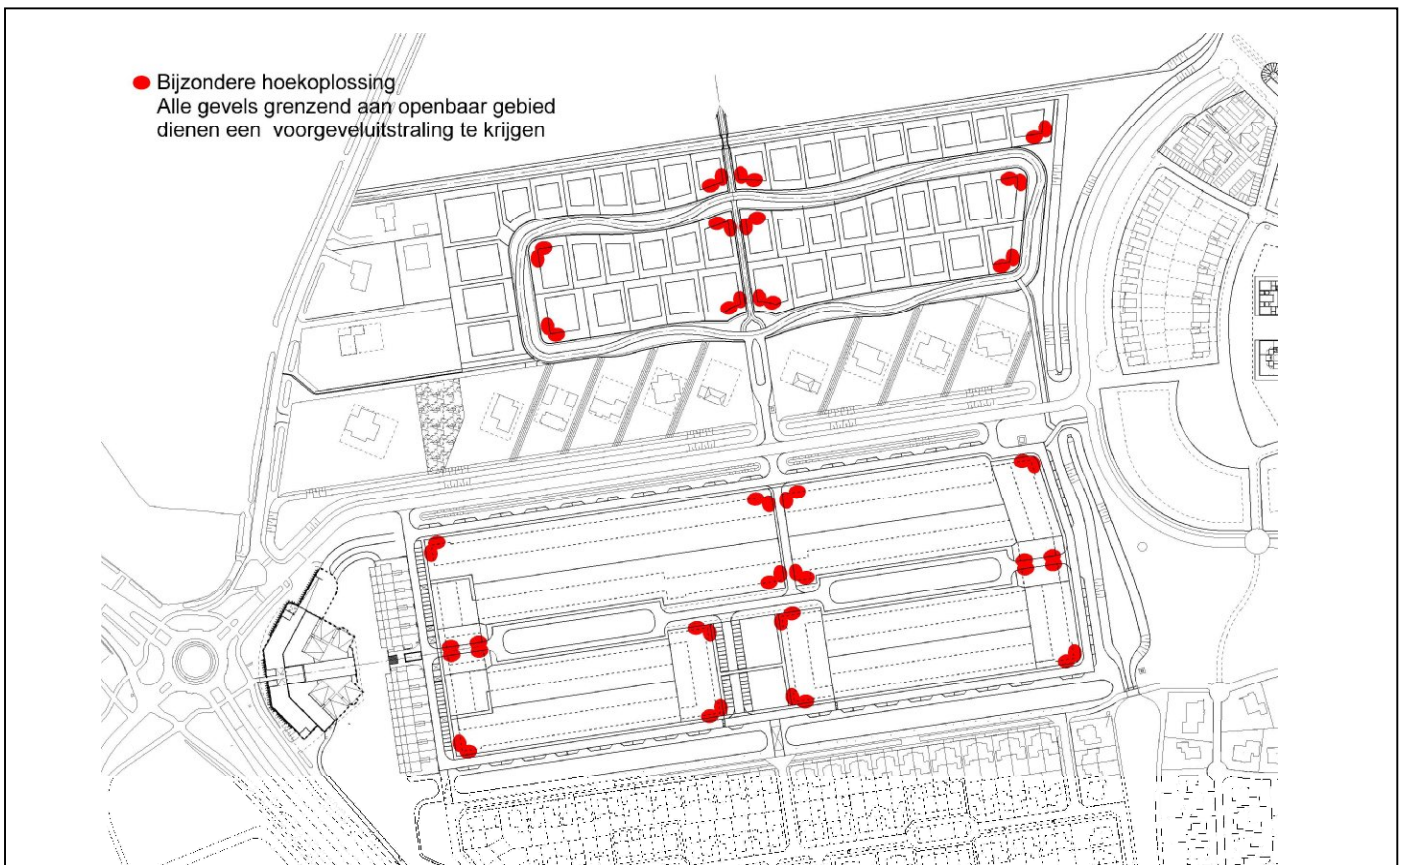 Bijzondere hoekoplossing
Alle gevels grenzend aan openbaar gebied
dienen een voorgeveluitstraling te krijgen